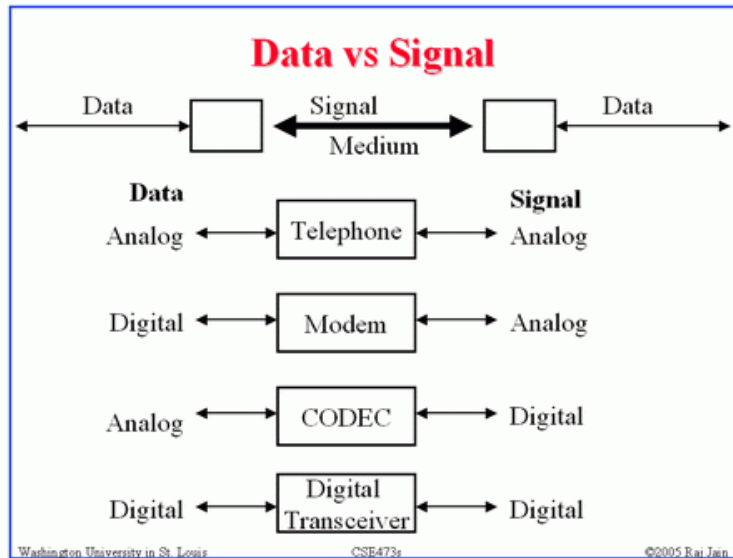 Data vs Signal
Data Signal Data
Medium
Data Signal
Analog Telephone Analog
Digital Modem Analog
Analog CODEC Digital
Digital Digital Transceiver Digital
Washington University in St. Louis CSE473s ©2005 Raj Jain